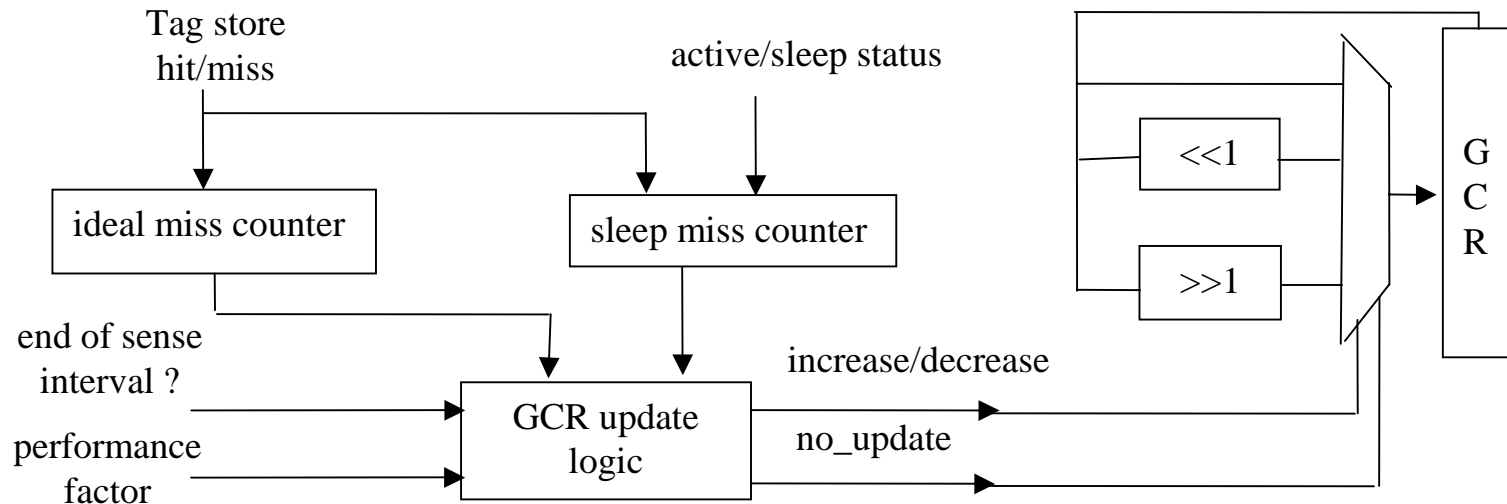 Tag store
hit/miss
active/sleep status
<<1
G
C
R
ideal miss counter
sleep miss counter
>>1
end of sense
interval ?
increase/decrease
GCR update
logic
performance
factor
no_update